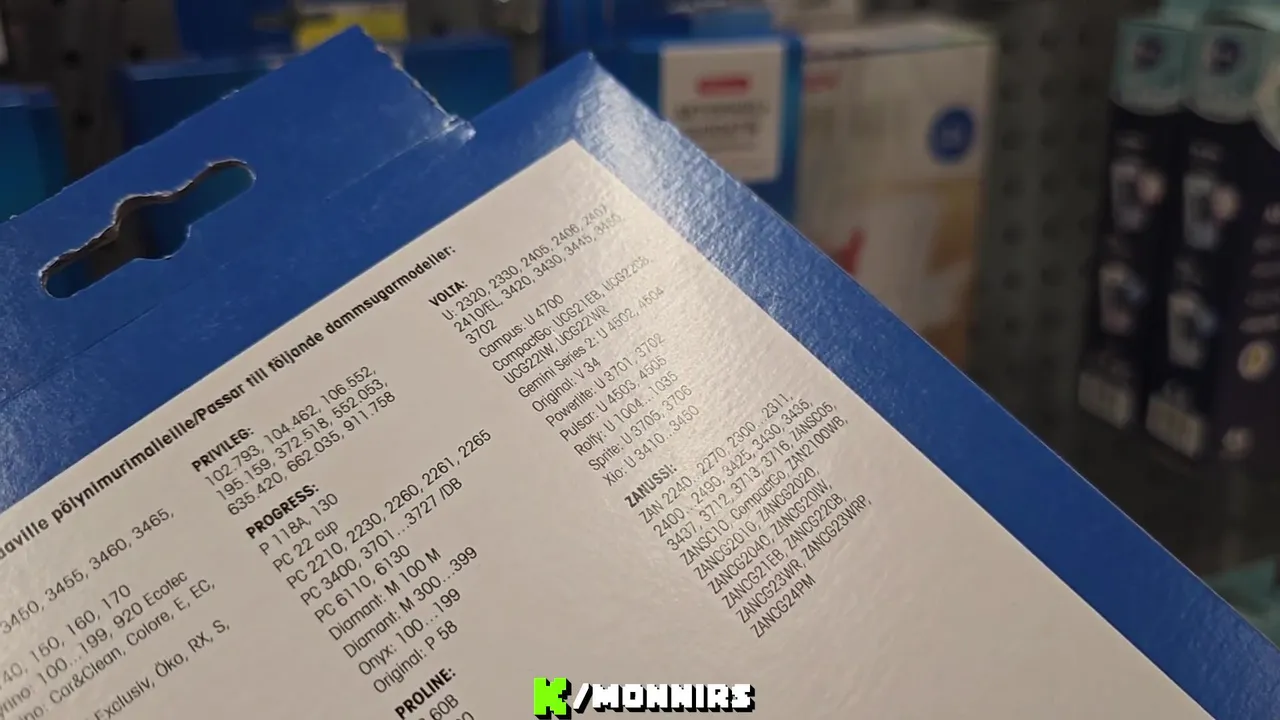 daville pölynimurimalleille/Passar till följande dammsugarmodeller:
3450, 3455, 3460, 3465,
40, 150, 160, 170
100...199, 920 Ecotec
Car&Clean, Colore, E, EC,
Exclusiv, Öko, RX, S,
PRIVILEG:
102.793, 104.462, 106.552,
195.159, 372.518, 552.053,
635.420, 662.035, 911.758
PROGRESS:
P 118A, 130
PC 22 cup
PC 2210, 2230, 2260, 2261, 2265
PC 3400, 3701...3727 /DB
PC 6110, 6130
Diamant: M 100 M
Diamant: M 300...399
Onyx: 100...199
Original: P 58
PROLINE:
60B
VOLTA:
U: 2320, 2330, 2405, 2406, 2407,
2410/EL, 3420, 3430, 3445, 3455,
3702
Campus: U 4700
CompactGo: UCG21EB, UCG22CB,
UCG22IW, UCG22WR
Gemini Series 2: U 4502, 4504
Original: V 34
Powerlite: U 3701, 3702
Pulsar: U 4503, 4505
Rolfy: U 1004...1035
Sprite: U 3705, 3706
Xio: U 3410...3450
ZANUSSI:
ZAN 2240...2270, 2300...2311,
2400...2490, 3425, 3430, 3435,
3437, 3712, 3713, 3716, ZANSC05,
ZANSC10, CompactGo, ZAN2100WB,
ZANCG2010, ZANCG2020,
ZANCG2040, ZANCG20IW,
ZANCG21EB, ZANCG22GB,
ZANCG23WR, ZANCG23WRP,
ZANCG24PM
K/MONNIRS